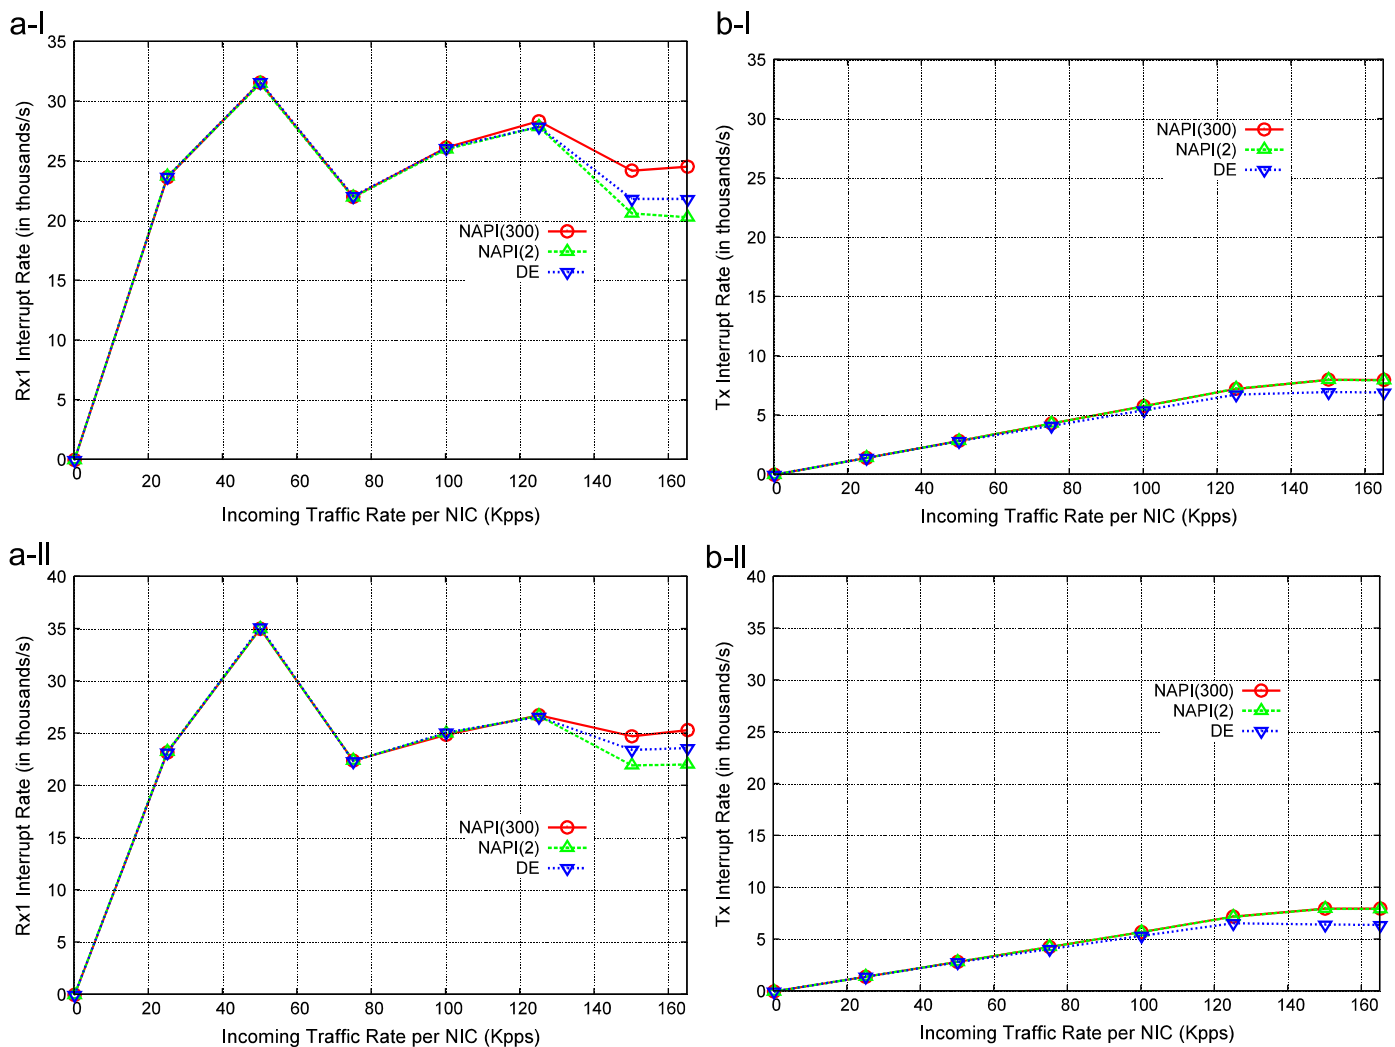 a-I
Rx1 Interrupt Rate (in thousands/s)
35
30
25
20
15
10
5
0
NAPI(300)
NAPI(2)
DE
0 20 40 60 80 100 120 140 160
Incoming Traffic Rate per NIC (Kpps)
b-I
Tx Interrupt Rate (in thousands/s)
35
30
25
20
15
10
5
0
NAPI(300)
NAPI(2)
DE
0 20 40 60 80 100 120 140 160
Incoming Traffic Rate per NIC (Kpps)
a-II
Rx1 Interrupt Rate (in thousands/s)
40
35
30
25
20
15
10
5
0
NAPI(300)
NAPI(2)
DE
0 20 40 60 80 100 120 140 160
Incoming Traffic Rate per NIC (Kpps)
b-II
Tx Interrupt Rate (in thousands/s)
40
35
30
25
20
15
10
5
0
NAPI(300)
NAPI(2)
DE
0 20 40 60 80 100 120 140 160
Incoming Traffic Rate per NIC (Kpps)